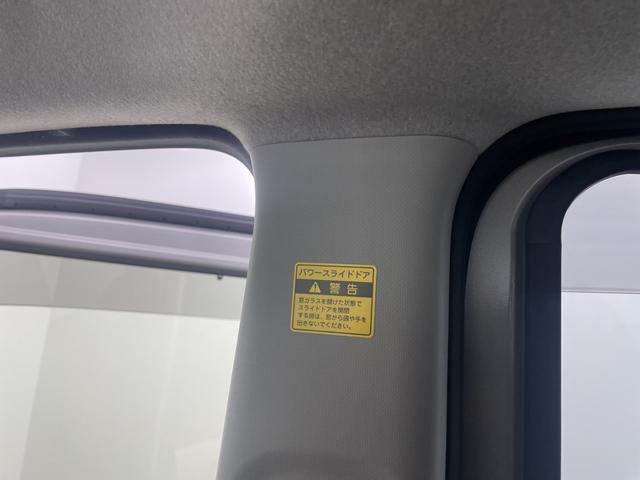 パワースライドドア
警告
窓ガラスを開けた状態で
スライドドアを開閉
する時は、窓から頭や手を
出さないでください。